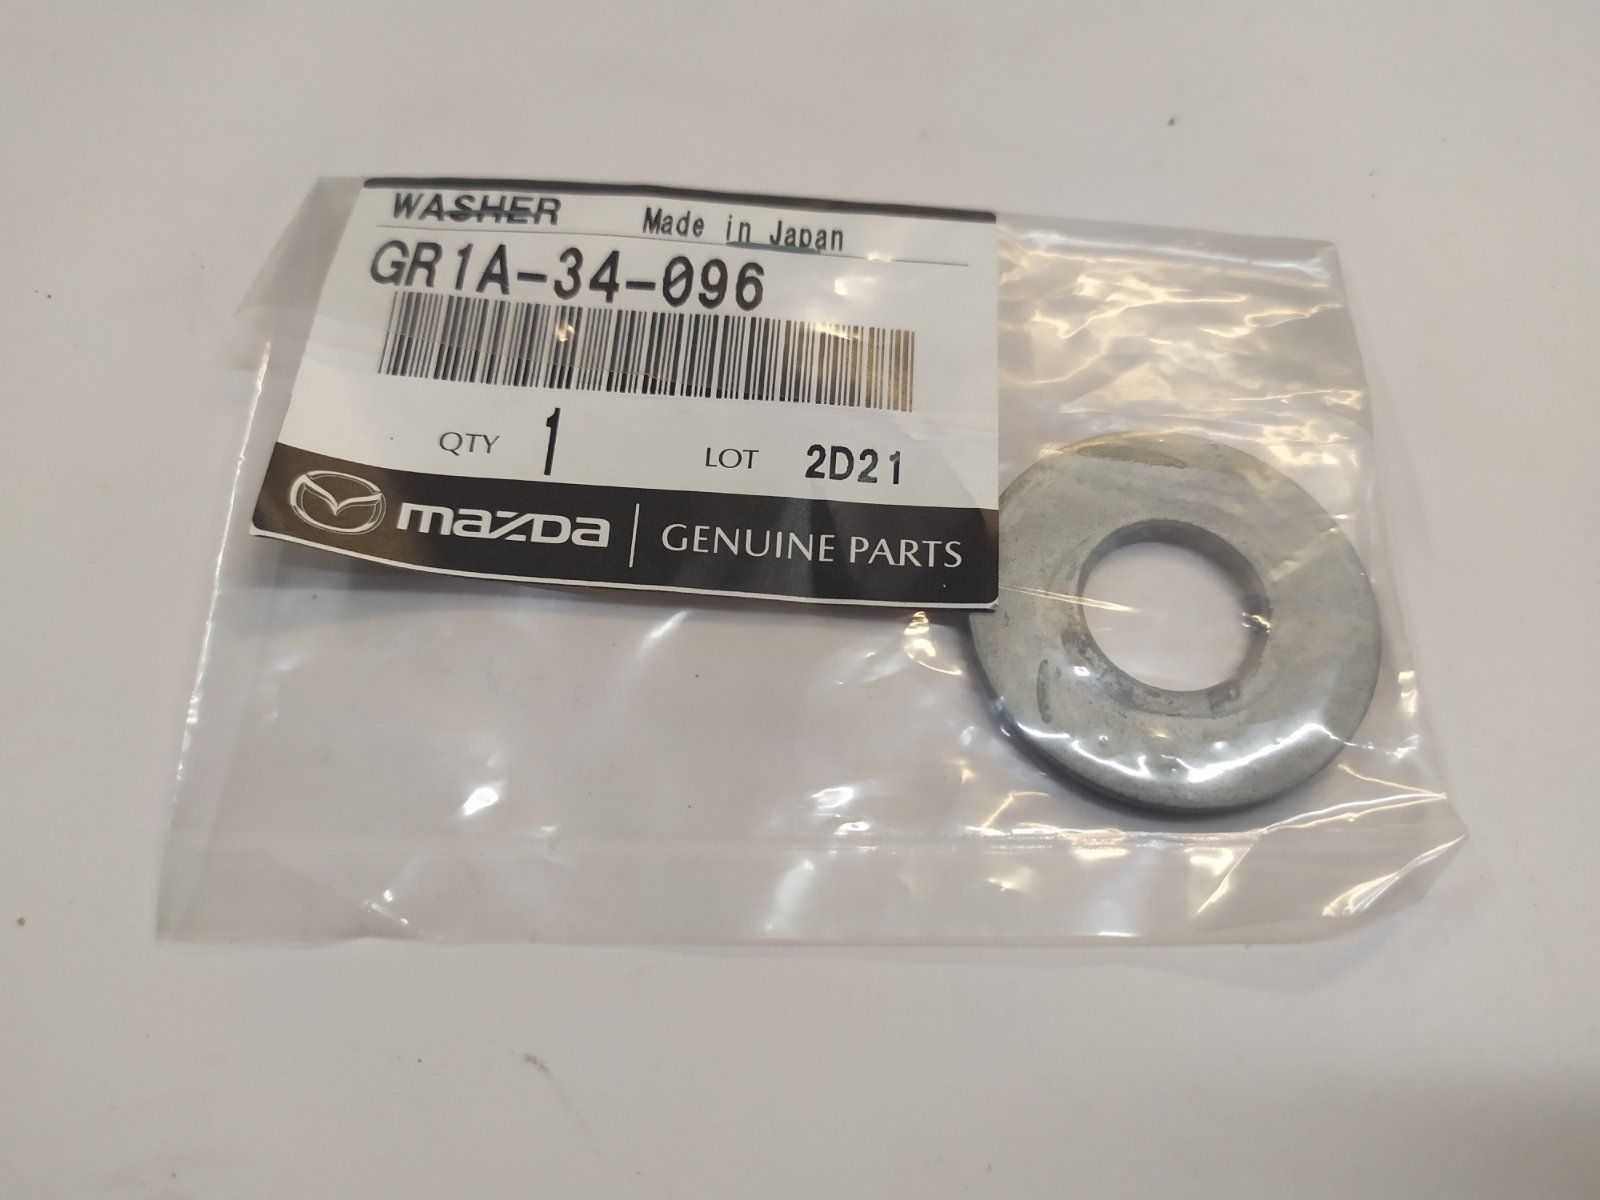 WASHER Made in Japan
GR1A-34-096
QTY 1 LOT 2D21
mazda GENUINE PARTS